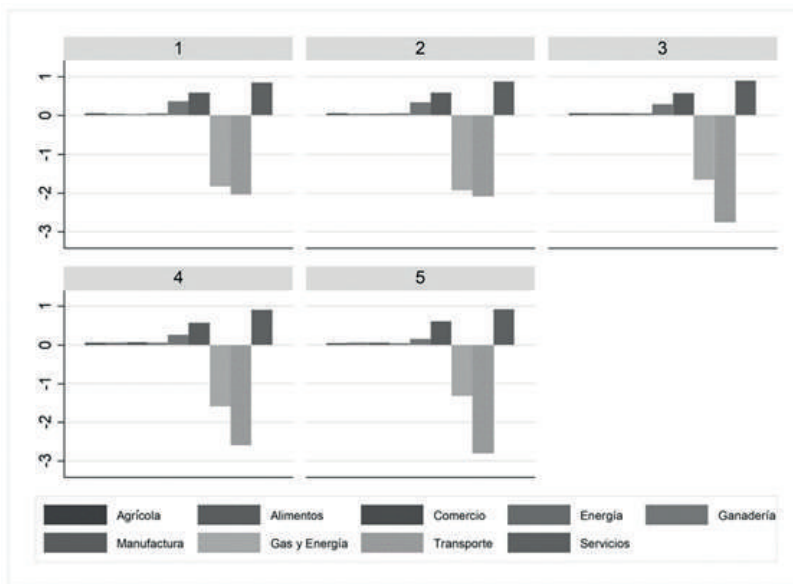 1
2
3
1
0
-1
-2
-3
4
5
1
0
-1
-2
-3
Agrícola
Alimentos
Comercio
Energía
Ganadería
Manufactura
Gas y Energía
Transporte
Servicios